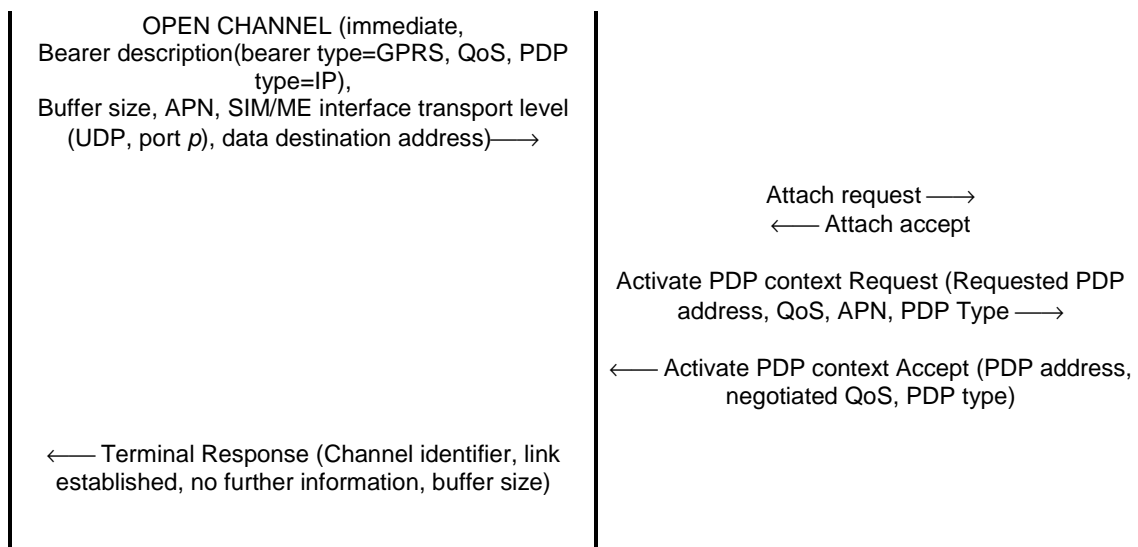 OPEN CHANNEL (immediate,
Bearer description(bearer type=GPRS, QoS, PDP
type=IP),
Buffer size, APN, SIM/ME interface transport level
(UDP, port p), data destination address)⟶
Attach request ⟶
⟵ Attach accept
Activate PDP context Request (Requested PDP
address, QoS, APN, PDP Type ⟶
⟵ Activate PDP context Accept (PDP address,
negotiated QoS, PDP type)
⟵ Terminal Response (Channel identifier, link
established, no further information, buffer size)